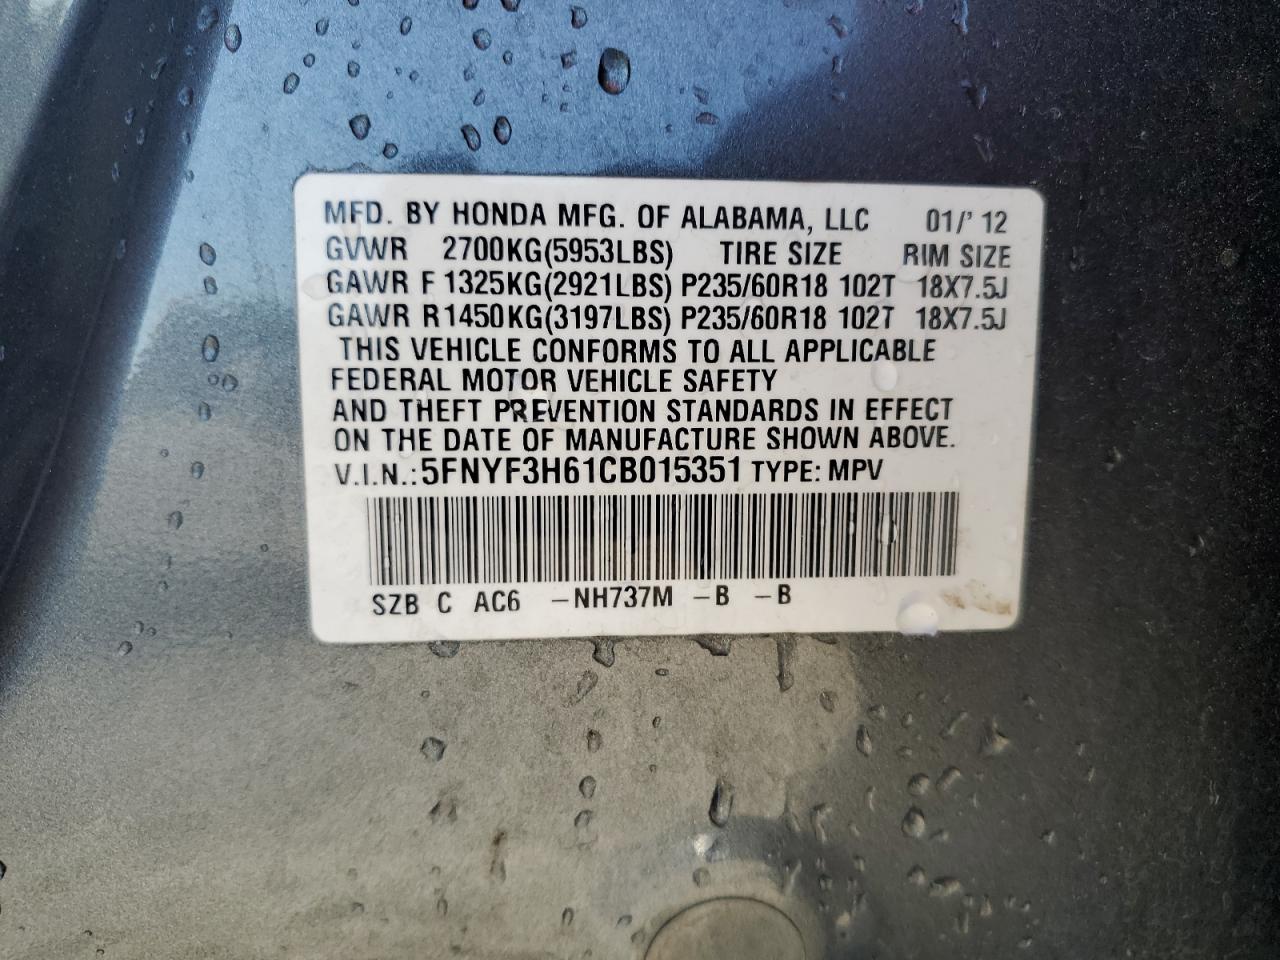 MFD. BY HONDA MFG. OF ALABAMA, LLC 01/' 12
GVWR 2700KG(5953LBS) TIRE SIZE RIM SIZE
GAWR F 1325KG(2921LBS) P235/60R18 102T 18X7.5J
GAWR R 1450KG(3197LBS) P235/60R18 102T 18X7.5J
THIS VEHICLE CONFORMS TO ALL APPLICABLE
FEDERAL MOTOR VEHICLE SAFETY
AND THEFT PREVENTION STANDARDS IN EFFECT
ON THE DATE OF MANUFACTURE SHOWN ABOVE.
V.I.N.: 5FNYF3H61CB015351 TYPE: MPV
SZB C AC6 -NH737M -B -B